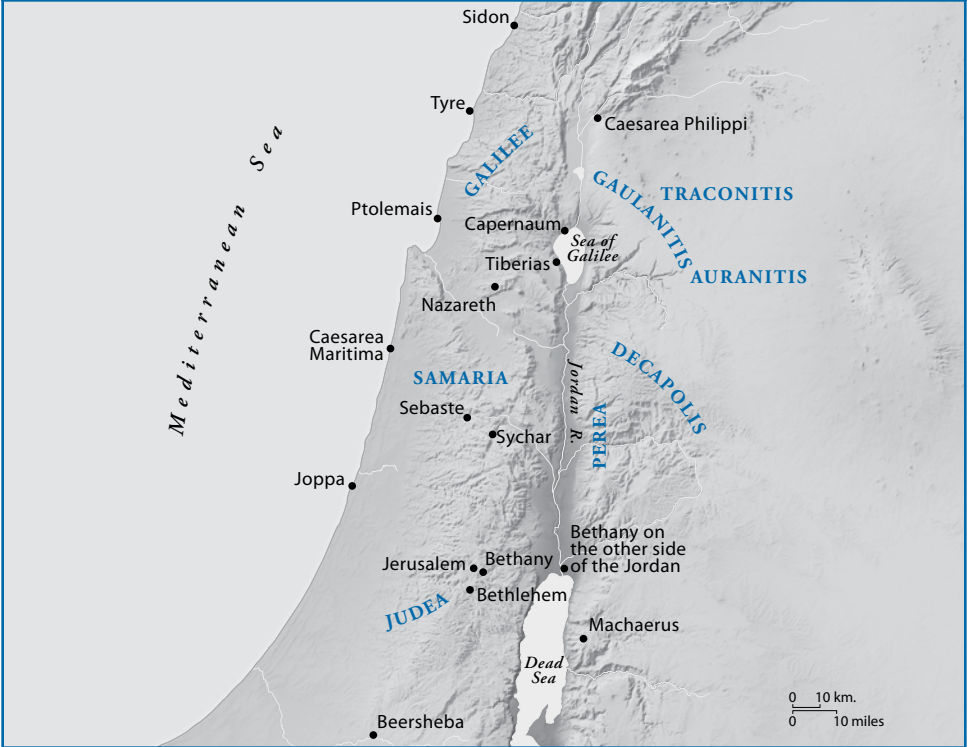 Sidon
Tyre
Caesarea Philippi
Mediterranean Sea
GALILEE
GAULANITIS
TRACONITIS
Ptolemais
Capernaum
Sea of
Galilee
Tiberias
AURANITIS
Nazareth
Caesarea
Maritima
SAMARIA
DECAPOLIS
Jordan R.
PEREA
Sebaste
Sychar
Joppa
Bethany on
the other side
of the Jordan
Jerusalem
Bethany
Bethlehem
JUDEA
Machaerus
Dead
Sea
0 10 km.
0 10 miles
Beersheba